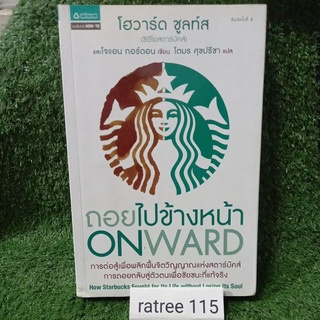 พิมพ์ครั้งที่ 8
โฮวาร์ด ชูลท์ส
(ซีอีโอสตาร์บัคส์)
และโจแอน กอร์ดอน เขียน โตมร ศุขปรีชา แปล
ถอยไปข้างหน้า
ONWARD
การต่อสู้เพื่อพลิกฟื้นจิตวิญญาณแห่งสตาร์บัคส์
การถอยกลับสู่ตัวตนเพื่อชัยชนะที่แท้จริง
How Starbucks Fought for Its Life without Losing Its Soul
ratree 115